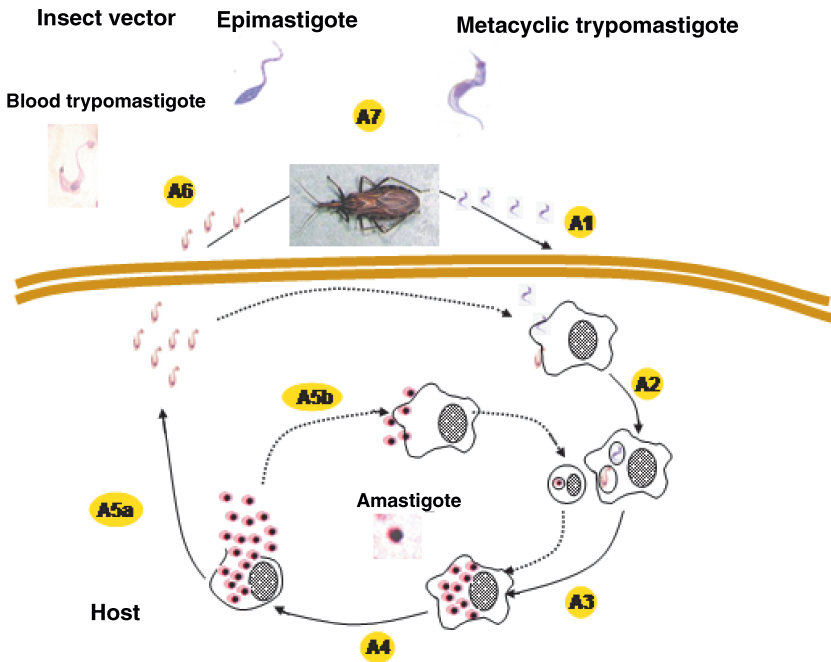 Insect vector
Epimastigote
Metacyclic trypomastigote
Blood trypomastigote
A7
A6
A1
A2
A5b
Amastigote
A5a
A3
Host
A4